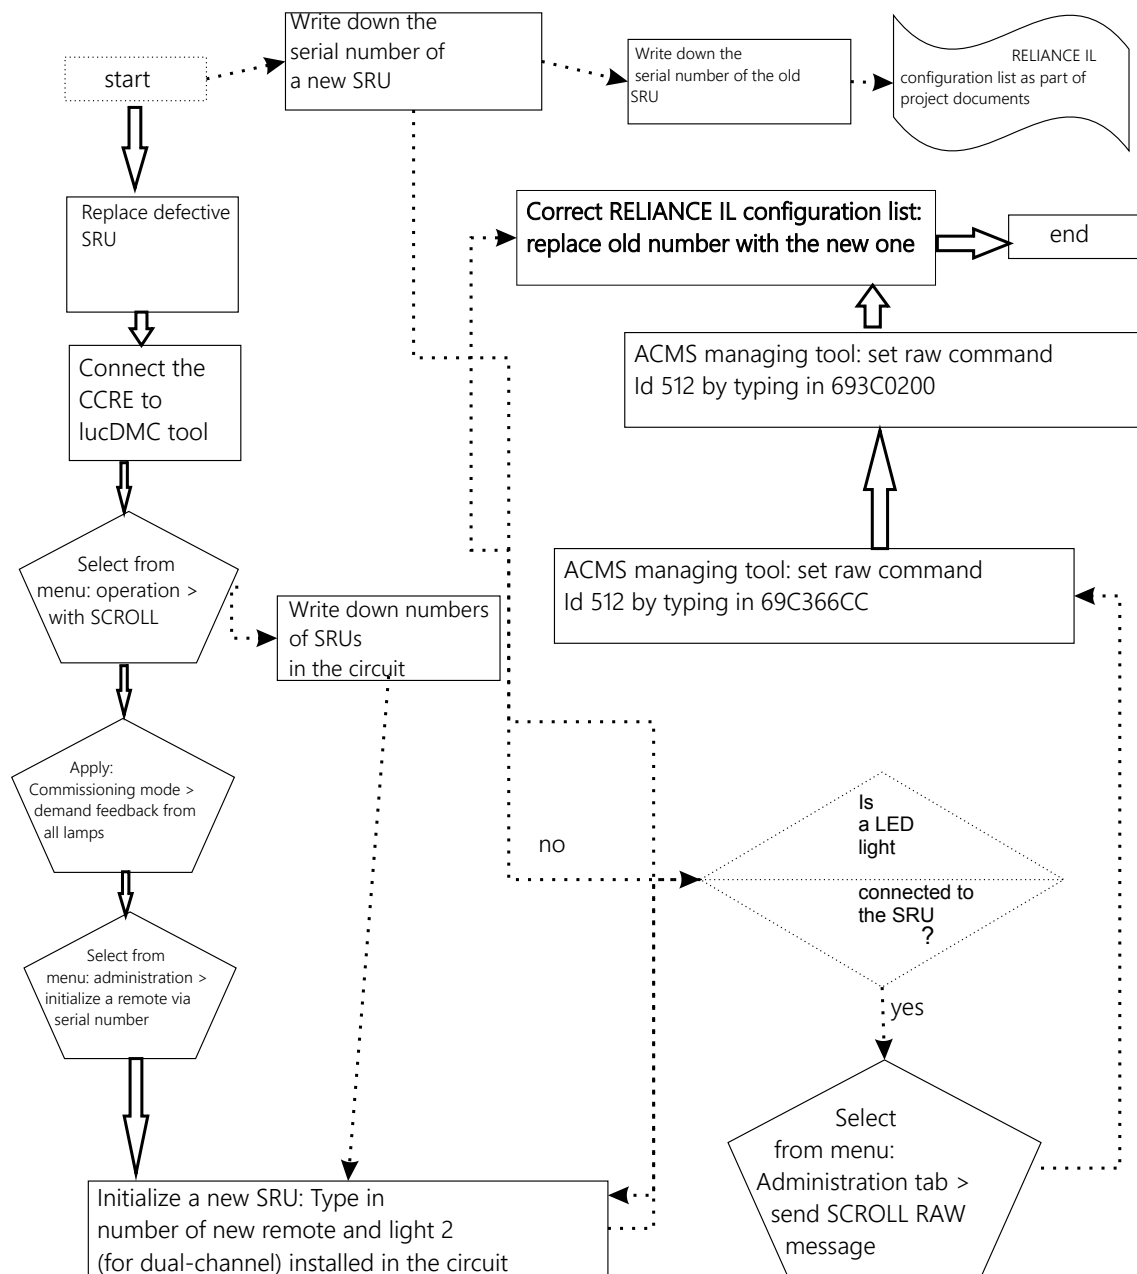 start
Write down the
serial number of
a new SRU
Write down the
serial number of the old
SRU
RELIANCE IL
configuration list as part of
project documents
Replace defective
SRU
Correct RELIANCE IL configuration list:
replace old number with the new one
end
Connect the
CCRE to
lucDMC tool
ACMS managing tool: set raw command
Id 512 by typing in 693C0200
Select from
menu: operation >
with SCROLL
ACMS managing tool: set raw command
Id 512 by typing in 69C366CC
Write down numbers
of SRUs
in the circuit
Apply:
Commissioning mode >
demand feedback from
all lamps
no
Is
a LED
light
connected to
the SRU
?
Select from
menu: administration >
initialize a remote via
serial number
yes
Select
from menu:
Administration tab >
send SCROLL RAW
message
Initialize a new SRU: Type in
number of new remote and light 2
(for dual-channel) installed in the circuit